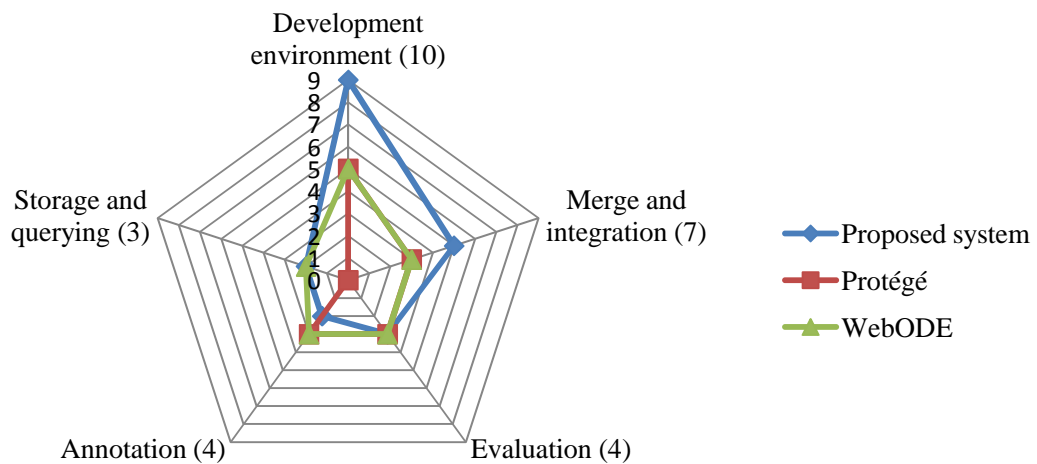 Development
environment (10)
9
8
7
6
5
4
3
2
1
0
Storage and
querying (3)
Merge and
integration (7)
Proposed system
Protégé
WebODE
Annotation (4)
Evaluation (4)